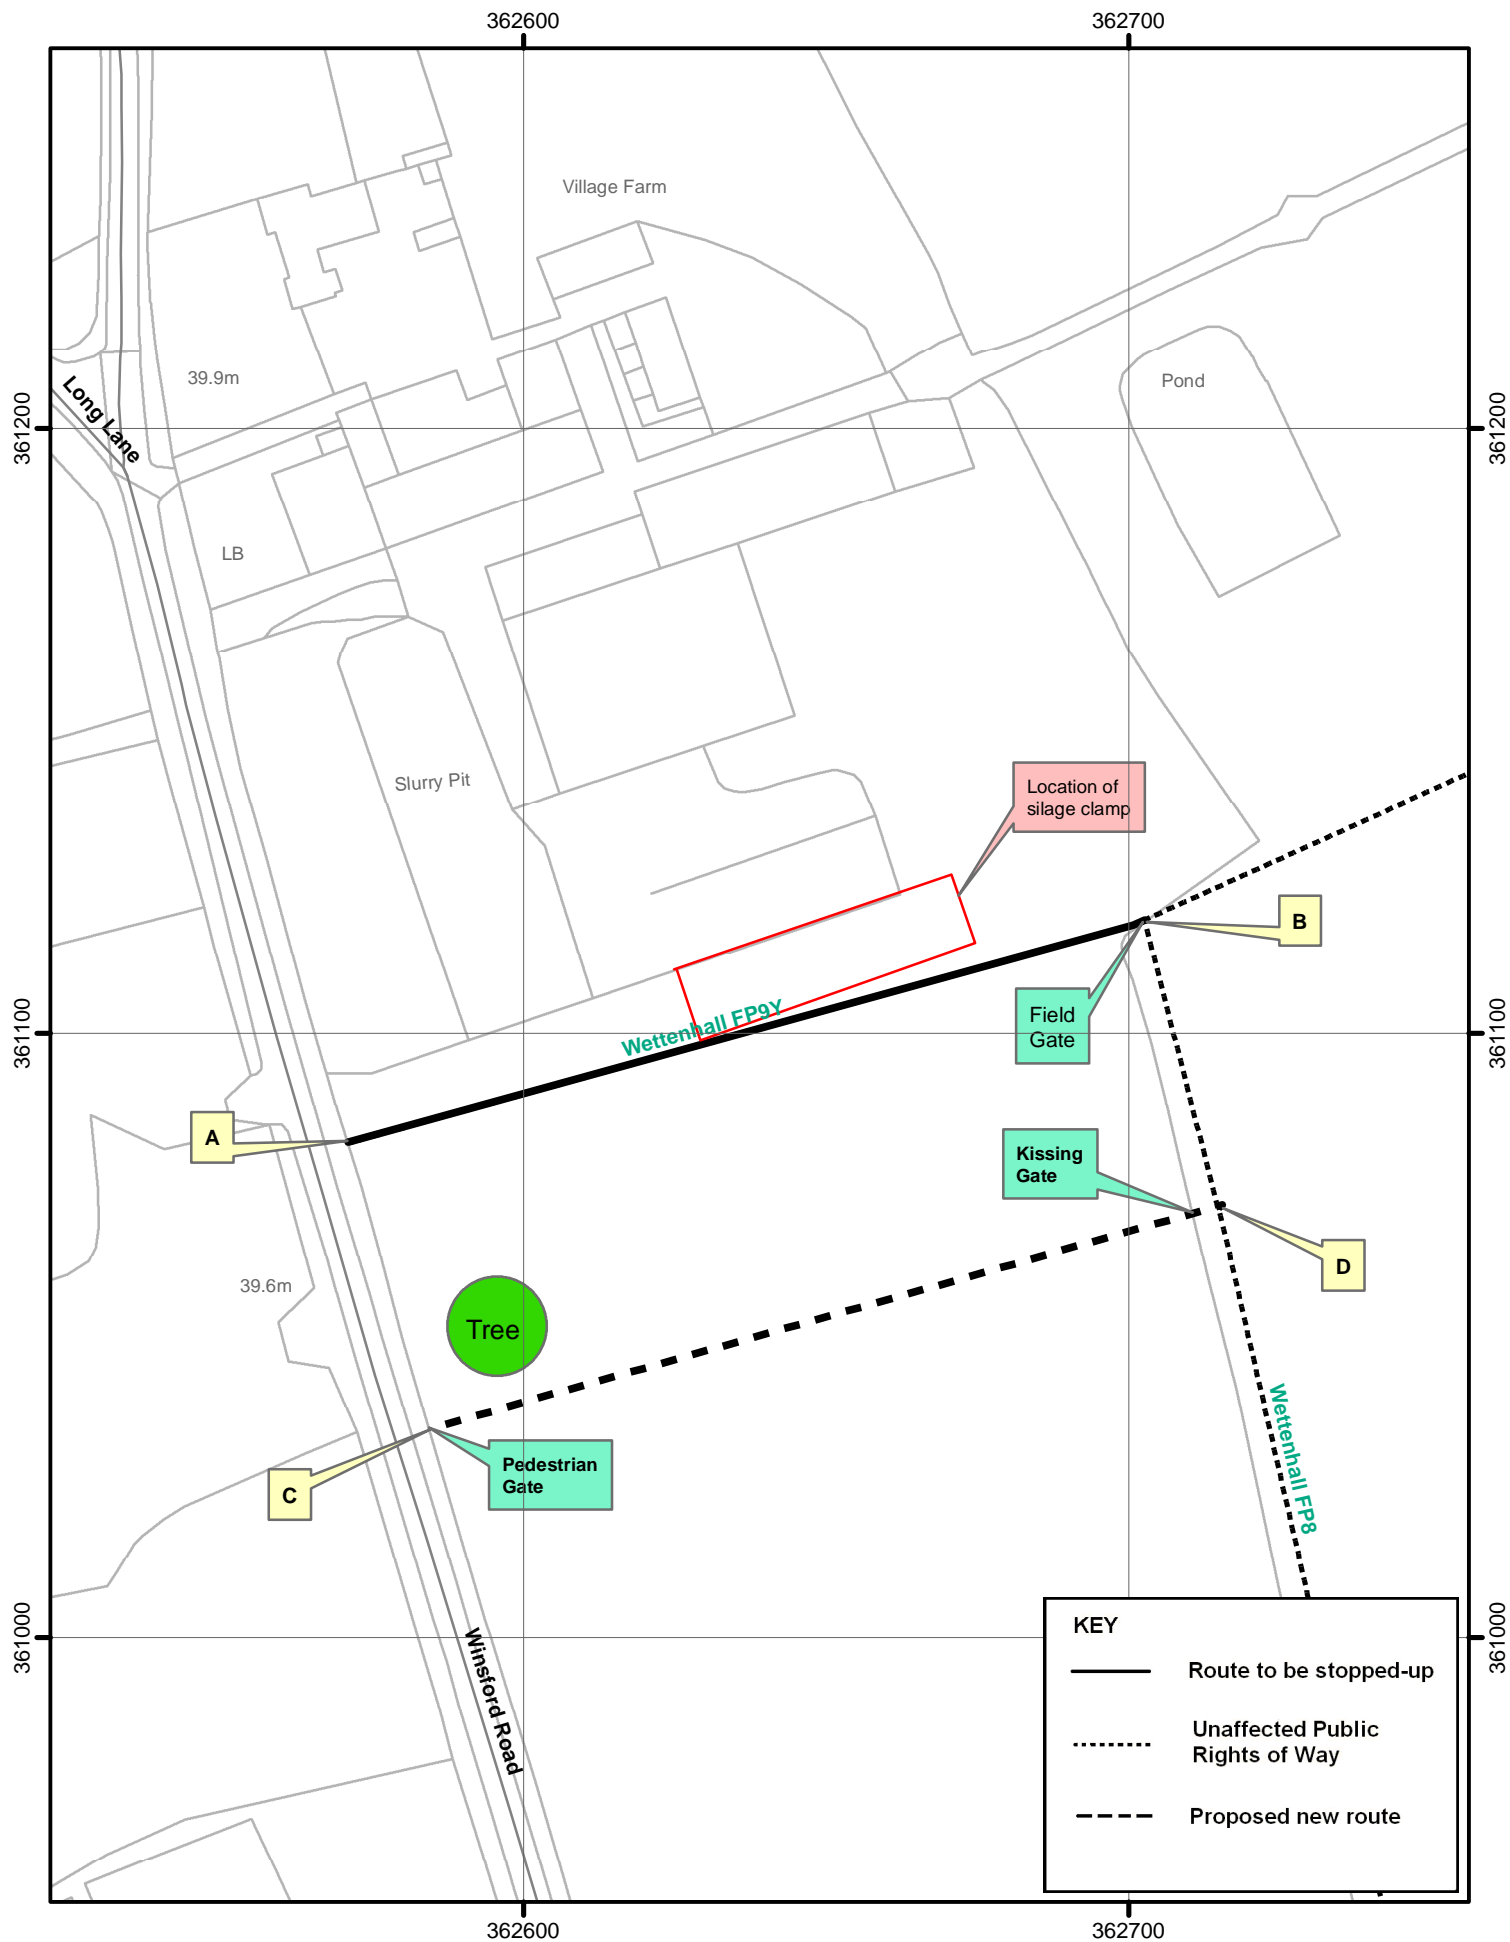 362600
362700
Village Farm
39.9m
Pond
Long Lane
361200
361200
LB
Slurry Pit
Location of
silage clamp
B
Field
Gate
Wettenhall FP9Y
361100
361100
A
Kissing
Gate
D
39.6m
Tree
Wettenhall FP8
Pedestrian
Gate
C
361000
361000
Winsford Road
KEY
Route to be stopped-up
Unaffected Public
Rights of Way
Proposed new route
362600
362700